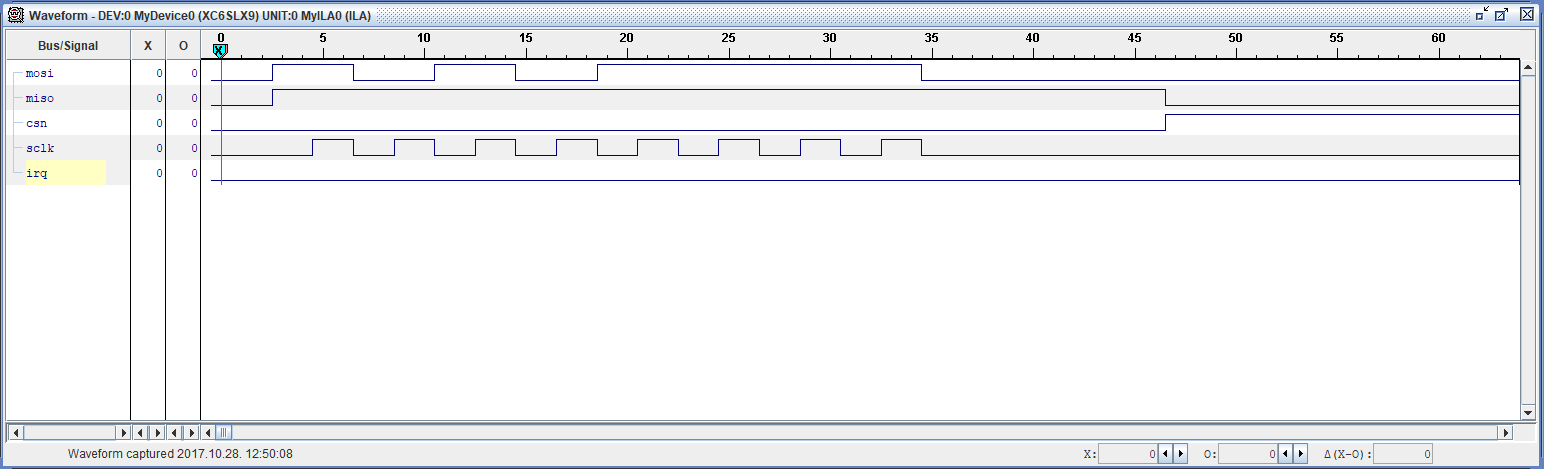 Waveform - DEV:0 MyDevice0 (XC6SLX9) UNIT:0 MyILA0 (ILA)
Bus/Signal X O 0 5 10 15 20 25 30 35 40 45 50 55 60
X
mosi 0 0
miso 0 0
csn 0 0
sclk 0 0
irq 0 0
Waveform captured 2017.10.28. 12:50:08 X: 0 O: 0 Δ(X-O): 0